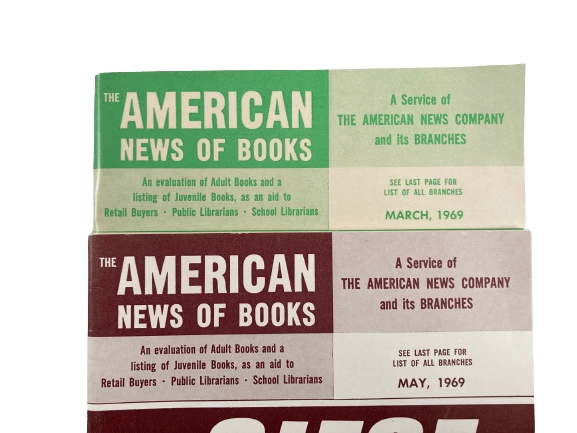 THE AMERICAN
NEWS OF BOOKS
A Service of
THE AMERICAN NEWS COMPANY
and its BRANCHES
An evaluation of Adult Books and a
listing of Juvenile Books, as an aid to
Retail Buyers · Public Librarians · School Librarians
SEE LAST PAGE FOR
LIST OF ALL BRANCHES
MARCH, 1969
THE AMERICAN
NEWS OF BOOKS
A Service of
THE AMERICAN NEWS COMPANY
and its BRANCHES
An evaluation of Adult Books and a
listing of Juvenile Books, as an aid to
Retail Buyers · Public Librarians · School Librarians
SEE LAST PAGE FOR
LIST OF ALL BRANCHES
MAY, 1969